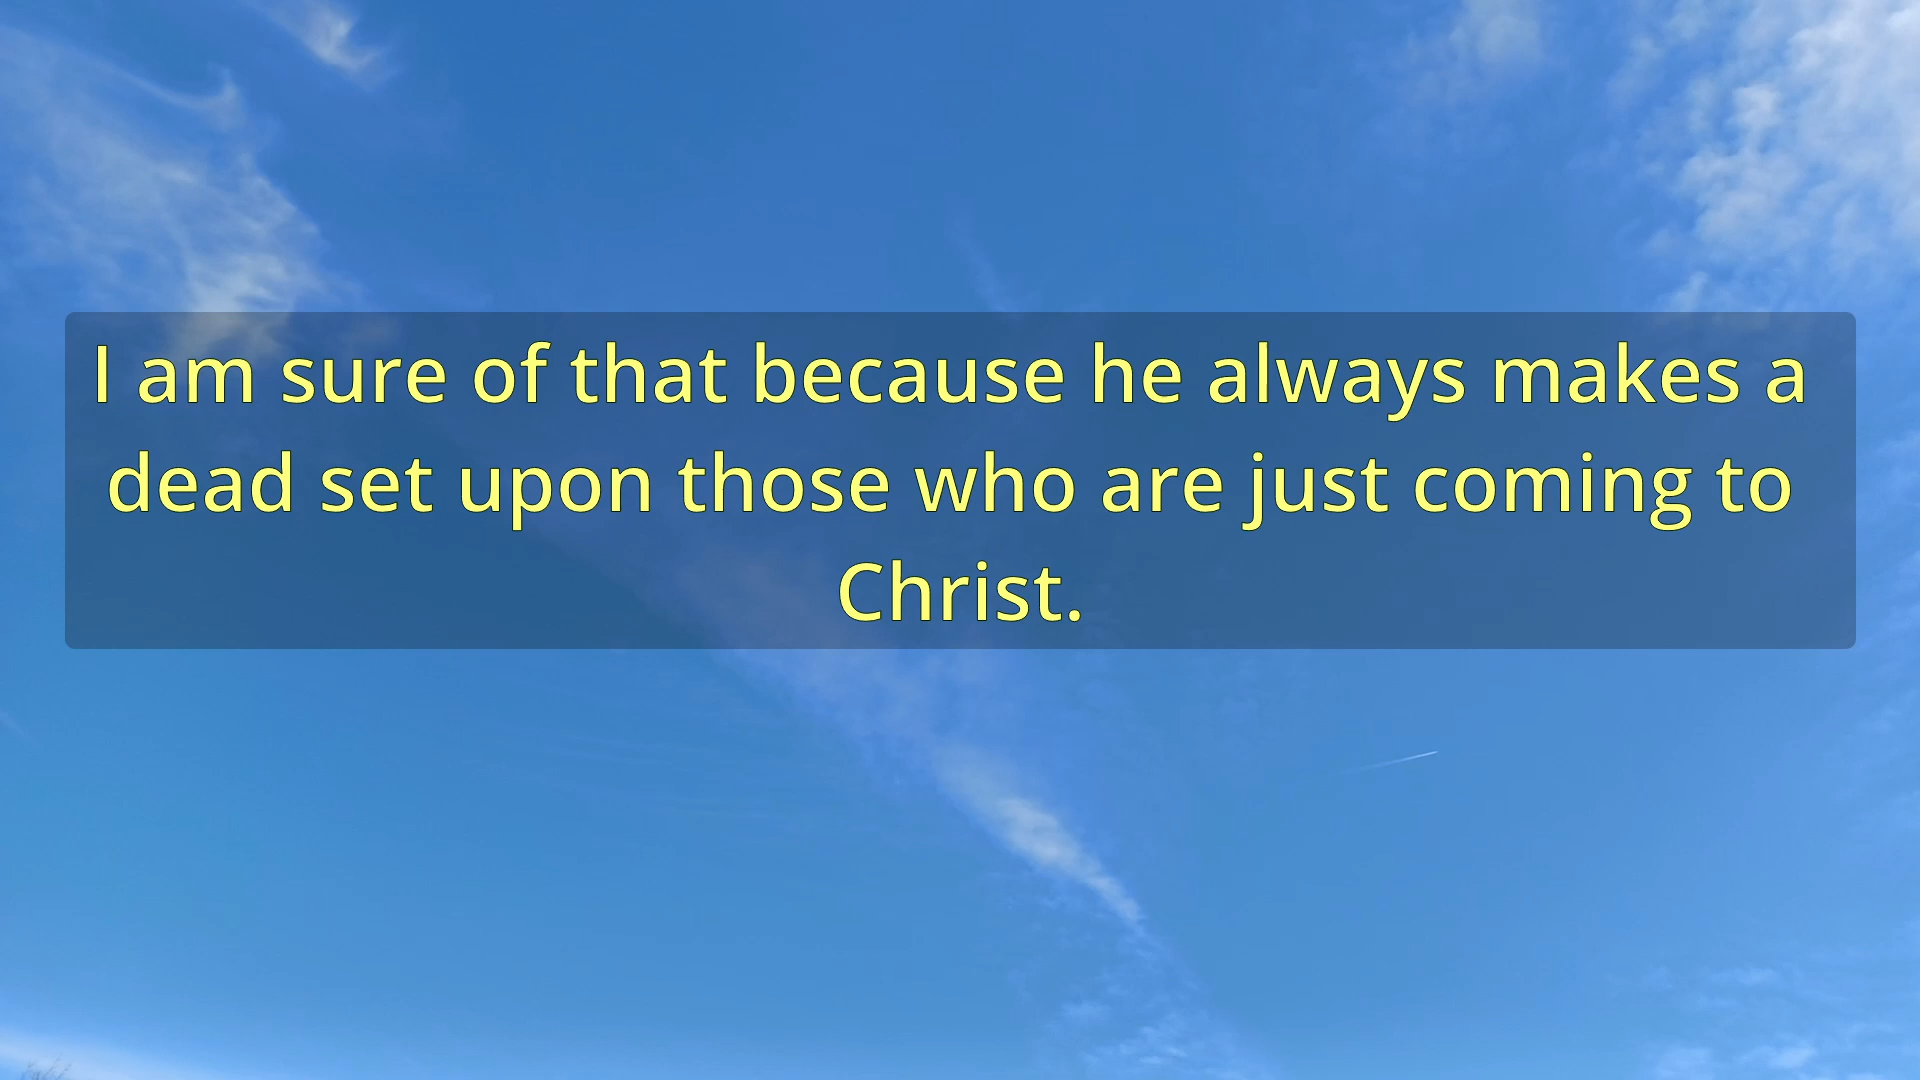 I am sure of that because he always makes a
dead set upon those who are just coming to
Christ.